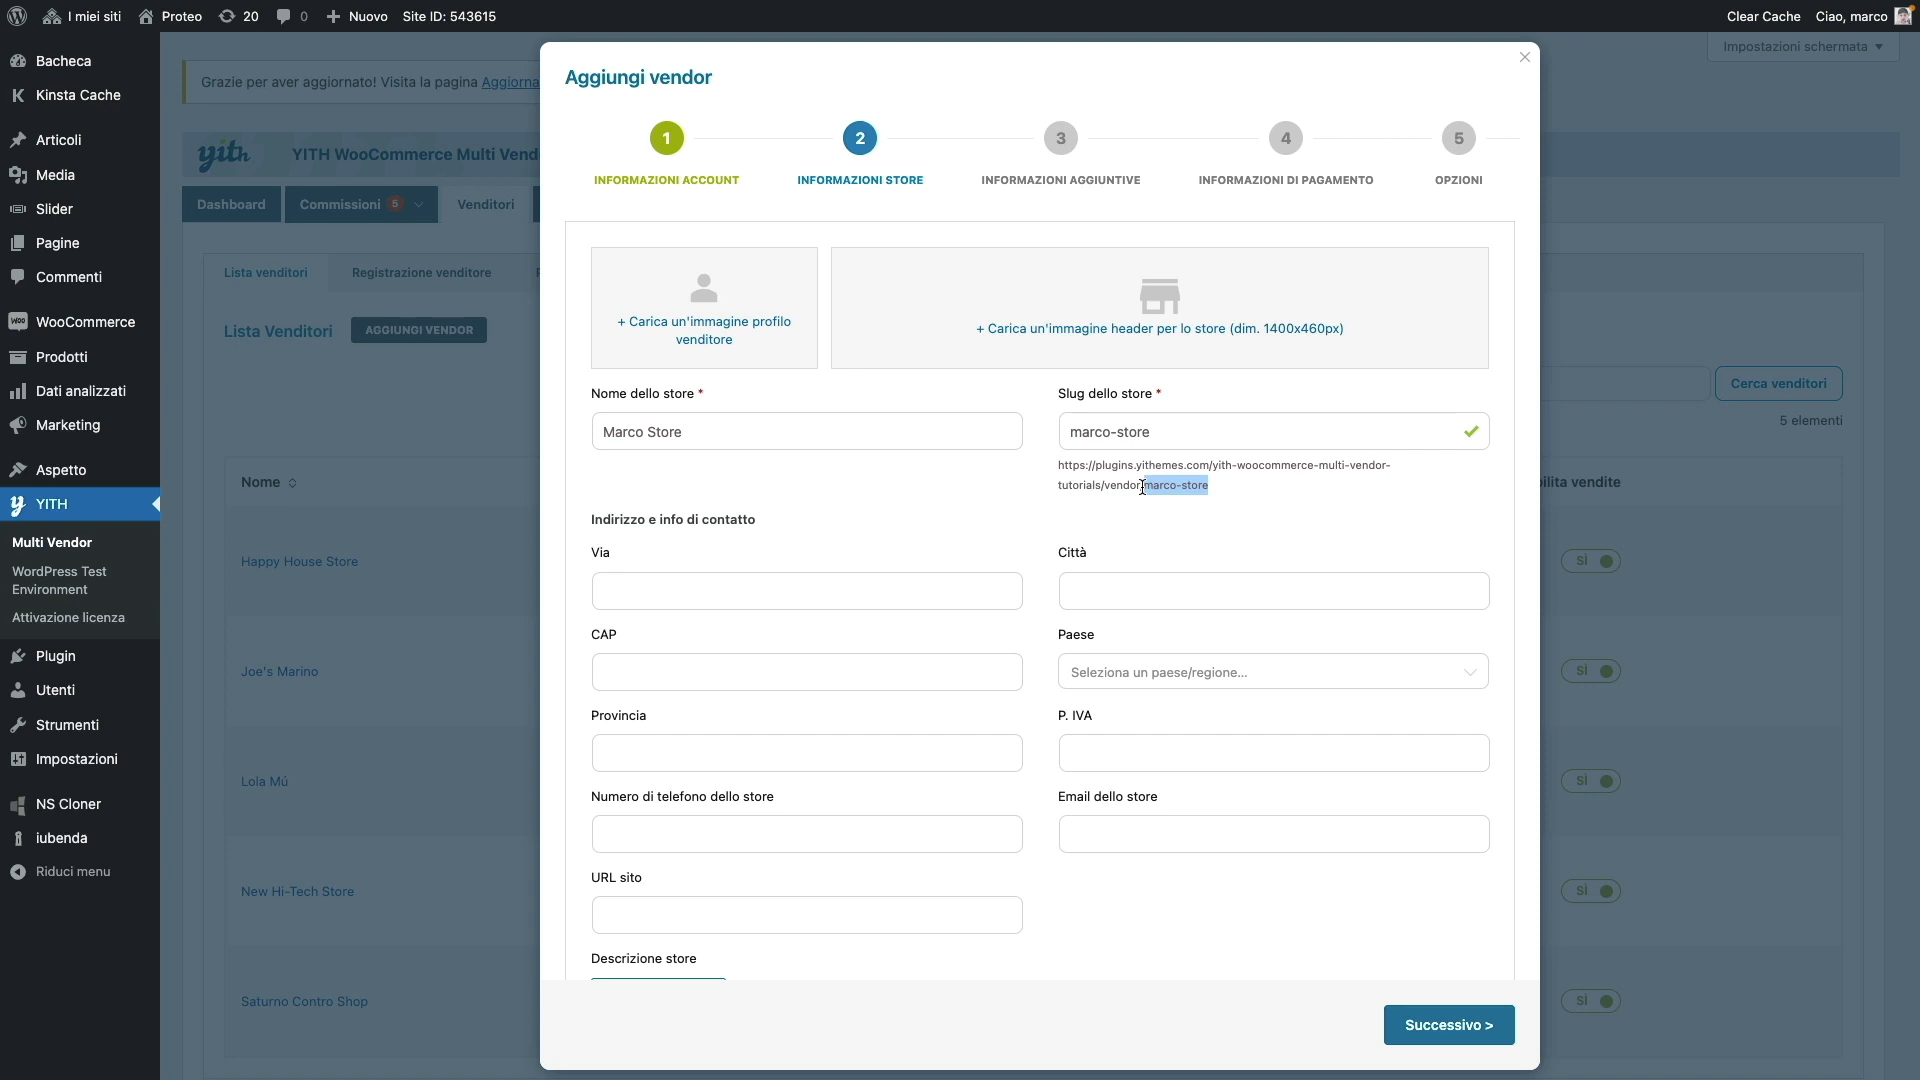 I miei siti
Proteo
20
0
Nuovo
Site ID: 543615
Clear Cache
Ciao, marco
Bacheca
Kinsta Cache
Articoli
Media
Slider
Pagine
Commenti
WooCommerce
Prodotti
Dati analizzati
Marketing
Aspetto
YITH
Multi Vendor
WordPress Test
Environment
Attivazione licenza
Plugin
Utenti
Strumenti
Impostazioni
NS Cloner
iubenda
Riduci menu
Impostazioni schermata
Grazie per aver aggiornato! Visita la pagina Aggiorna
yith
YITH WooCommerce Multi Vend
Dashboard
Commissioni 5
Venditori
Lista venditori
Registrazione venditore
Lista Venditori
AGGIUNGI VENDOR
Cerca venditori
5 elementi
Nome
bilita vendite
Happy House Store
SÌ
Joe's Marino
SÌ
Lola Mú
SÌ
New Hi-Tech Store
SÌ
Saturno Contro Shop
SÌ
Aggiungi vendor
1
2
3
4
5
INFORMAZIONI ACCOUNT
INFORMAZIONI STORE
INFORMAZIONI AGGIUNTIVE
INFORMAZIONI DI PAGAMENTO
OPZIONI
+ Carica un'immagine profilo
venditore
+ Carica un'immagine header per lo store (dim. 1400x460px)
Nome dello store *
Slug dello store *
Marco Store
marco-store
https://plugins.yithemes.com/yith-woocommerce-multi-vendor-
tutorials/vendor/marco-store
Indirizzo e info di contatto
Via
Città
CAP
Paese
Seleziona un paese/regione...
Provincia
P. IVA
Numero di telefono dello store
Email dello store
URL sito
Descrizione store
Successivo >